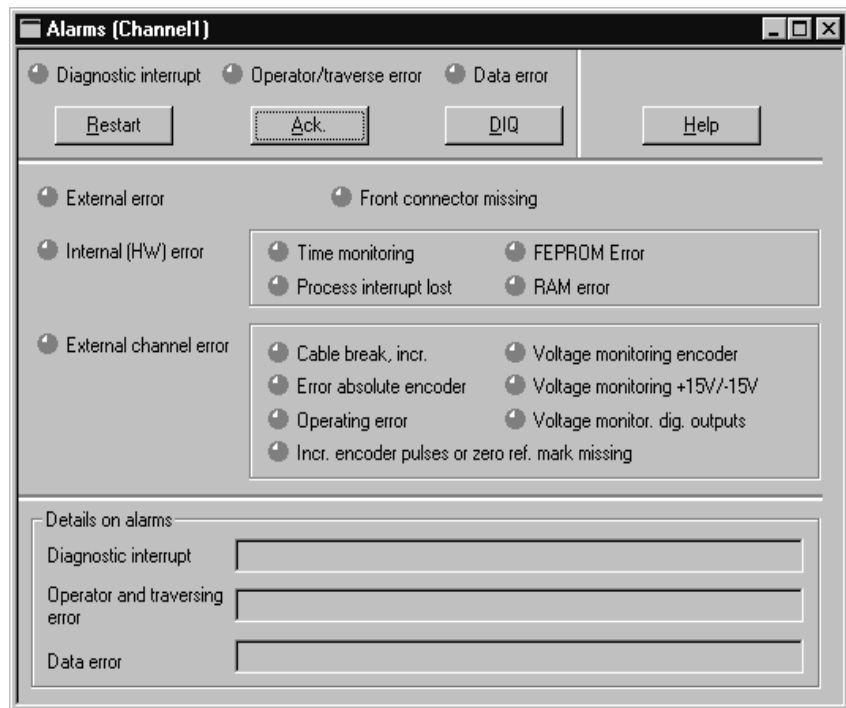 Alarms (Channel1)
Diagnostic interrupt Operator/traverse error Data error
Restart Ack. DIQ Help
External error Front connector missing
Internal (HW) error Time monitoring FEPROM Error
Process interrupt lost RAM error
External channel error Cable break, incr. Voltage monitoring encoder
Error absolute encoder Voltage monitoring +15V/-15V
Operating error Voltage monitor. dig. outputs
Incr. encoder pulses or zero ref. mark missing
Details on alarms
Diagnostic interrupt
Operator and traversing
error
Data error